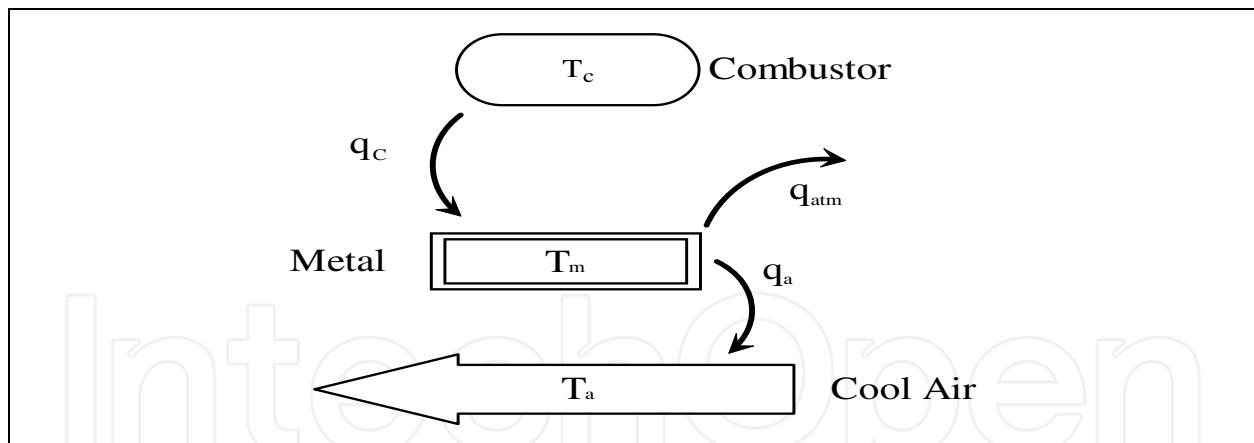 T_c Combustor
q_C
q_atm
Metal T_m
q_a
T_a Cool Air
IntechOpen